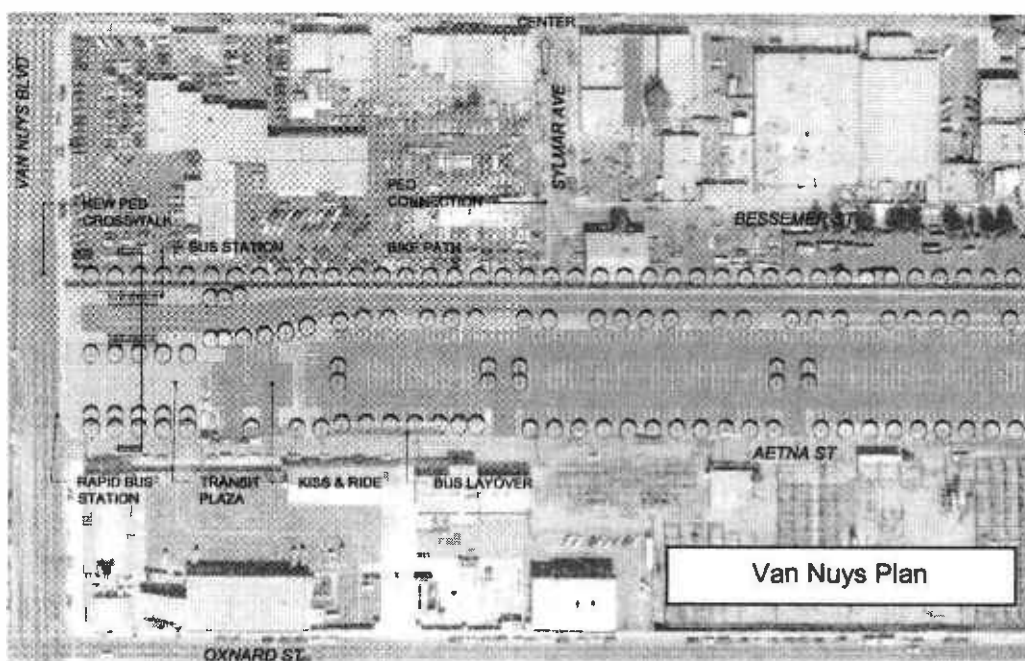 CENTER
VAN NUYS BLVD
SYLMAR AVE
NEW PED
CROSSWALK
BUS STATION
PED
CONNECTION
BIKE PATH
BESSEMER ST
AETNA ST
RAPID BUS
STATION
TRANSIT
PLAZA
KISS & RIDE
BUS LAYOVER
Van Nuys Plan
OXNARD ST.